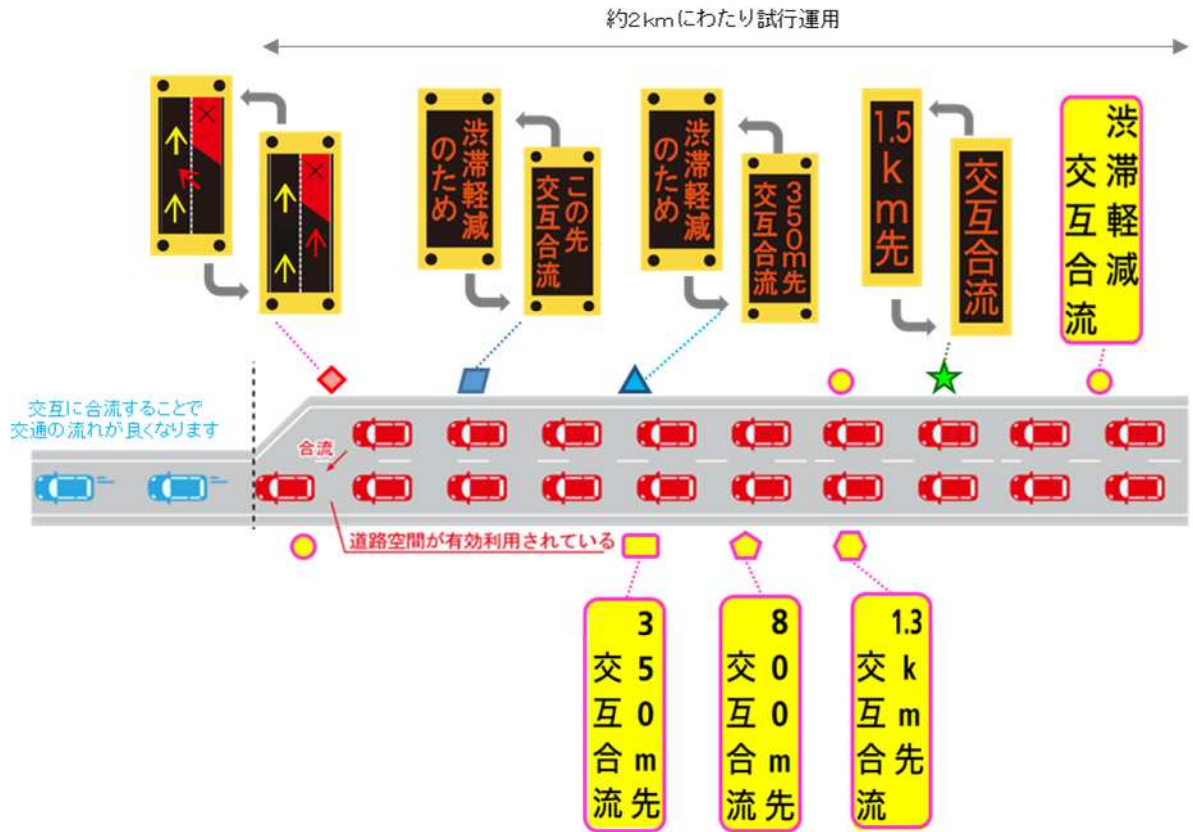 約2kmにわたり試行運用
渋滞軽減
のため
この先
交互合流
渋滞軽減
のため
350m先
交互合流
1.5km先
交互合流
渋滞軽減
交互合流
交互に合流することで
交通の流れが良くなります
合流
道路空間が有効利用されている
350m先
交互合流
800m先
交互合流
1.3km先
交互合流